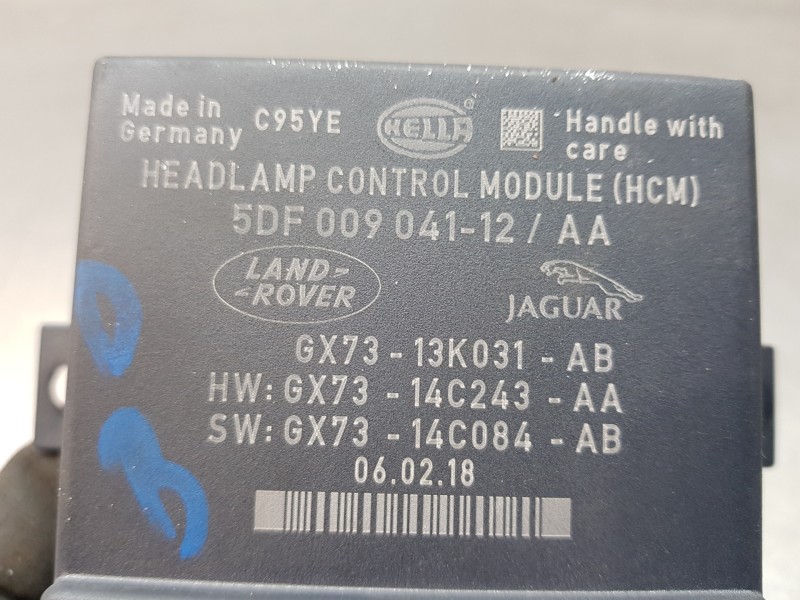 Made in
Germany
C95YE
HELLA
®
Handle with
care
HEADLAMP CONTROL MODULE (HCM)
5DF 009 041-12 / AA
LAND-
-ROVER
JAGUAR
GX73 - 13K031 - AB
HW: GX73 - 14C243 - AA
SW: GX73 - 14C084 - AB
06.02.18